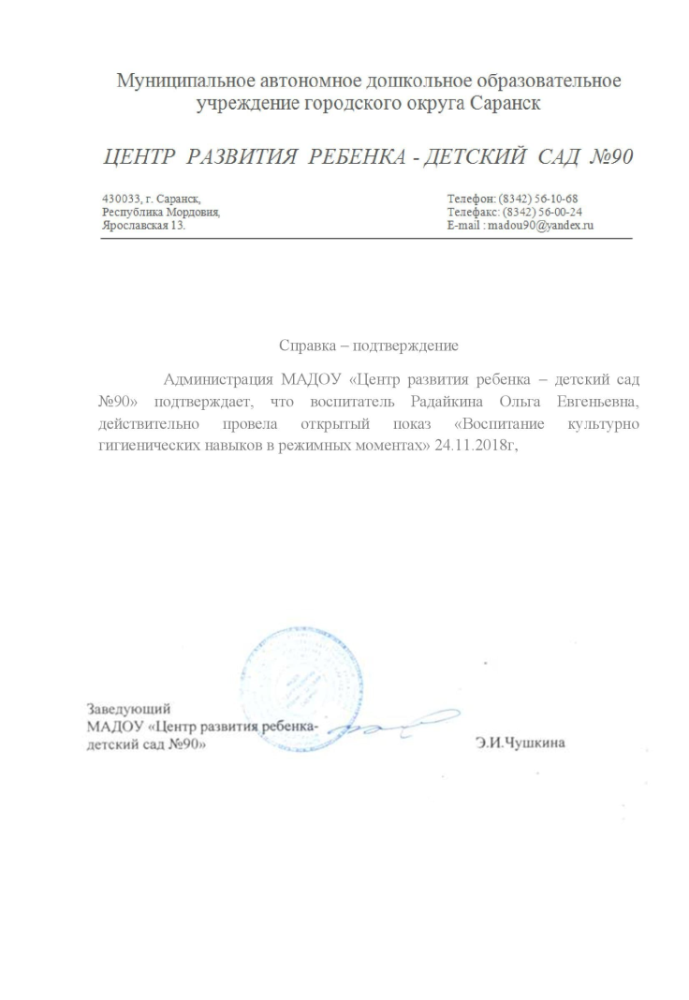 Муниципальное автономное дошкольное образовательное
учреждение городского округа Саранск
ЦЕНТР РАЗВИТИЯ РЕБЕНКА - ДЕТСКИЙ САД №90
430033, г. Саранск,
Республика Мордовия,
Ярославская 13.
Телефон: (8342) 56-10-68
Телефакс: (8342) 56-00-24
E-mail : madou90@yandex.ru
Справка – подтверждение
Администрация МАДОУ «Центр развития ребенка – детский сад
№90» подтверждает, что воспитатель Радайкина Ольга Евгеньевна,
действительно провела открытый показ «Воспитание культурно
гигиенических навыков в режимных моментах» 24.11.2018г,
Заведующий
МАДОУ «Центр развития ребенка-
детский сад №90»
Э.И.Чушкина